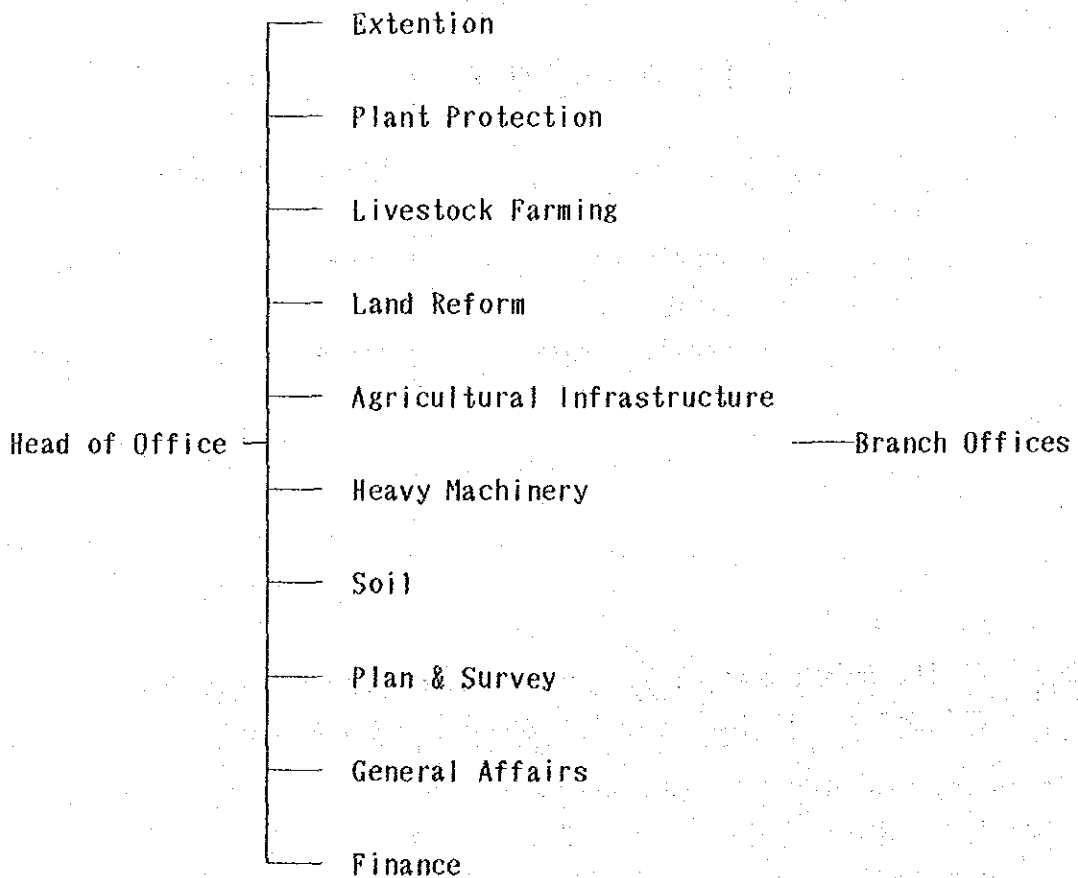 Extention
Plant Protection
Livestock Farming
Land Reform
Agricultural Infrastructure
Head of Office
Branch Offices
Heavy Machinery
Soil
Plan & Survey
General Affairs
Finance